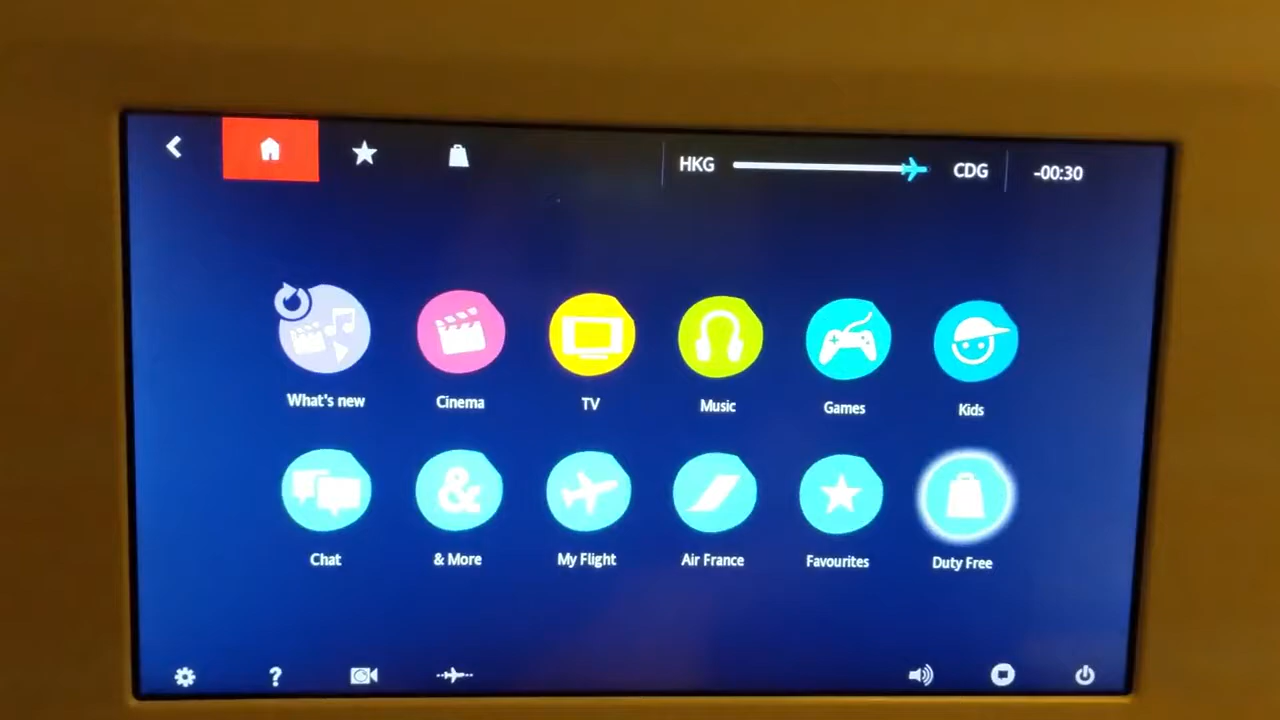 HKG CDG -00:30
What's new Cinema TV Music Games Kids
Chat & More My Flight Air France Favourites Duty Free